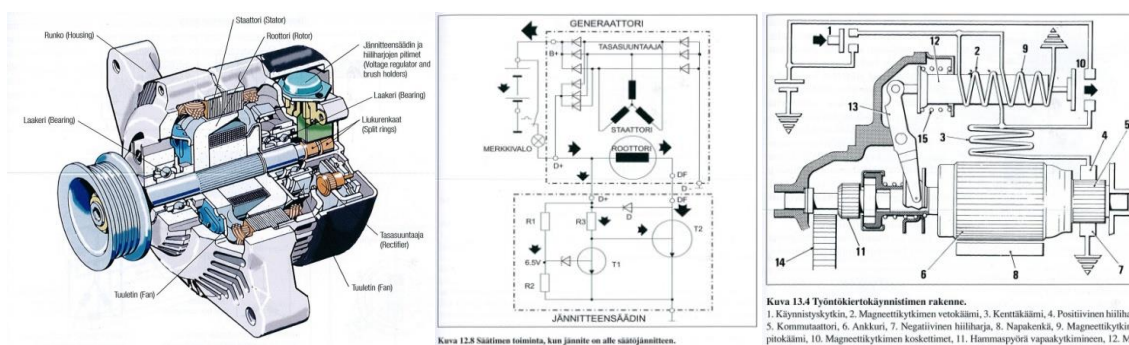 Staattori (Stator)
Roottori (Rotor)
Runko (Housing)
Jännitteensäädin ja
hiiliharjojen pitimet
(Voltage regulator and
brush holders)
Laakeri (Bearing)
Laakeri (Bearing)
Liukurenkaat
(Split rings)
Tasasuuntaaja
(Rectifier)
Tuuletin (Fan)
Tuuletin (Fan)
GENERAATTORI
B+
TASASUUNTAAJA
STAATTORI
MERKKIVALO
ROOTTORI
D+
DF
D-
D+
DF
R1
R3
D
T2
6.5V
T1
R2
JÄNNITTEENSÄÄDIN
Kuva 12.8 Säätimen toiminta, kun jännite on alle säätöjännitteen.
1
12
2
9
10
13
15
3
4
5
14
11
6
8
7
Kuva 13.4 Työntökiertokäynnistimen rakenne.
1. Käynnistyskytkin, 2. Magneettikytkimen vetokäämi, 3. Kenttäkäämi, 4. Positiivinen hiiliha
5. Kommutaattori, 6. Ankkuri, 7. Negatiivinen hiiliharja, 8. Napakenkä, 9. Magneettikytki
pitokäämi, 10. Magneettikytkimen koskettimet, 11. Hammaspyörä vapaakytkimineen, 12. M